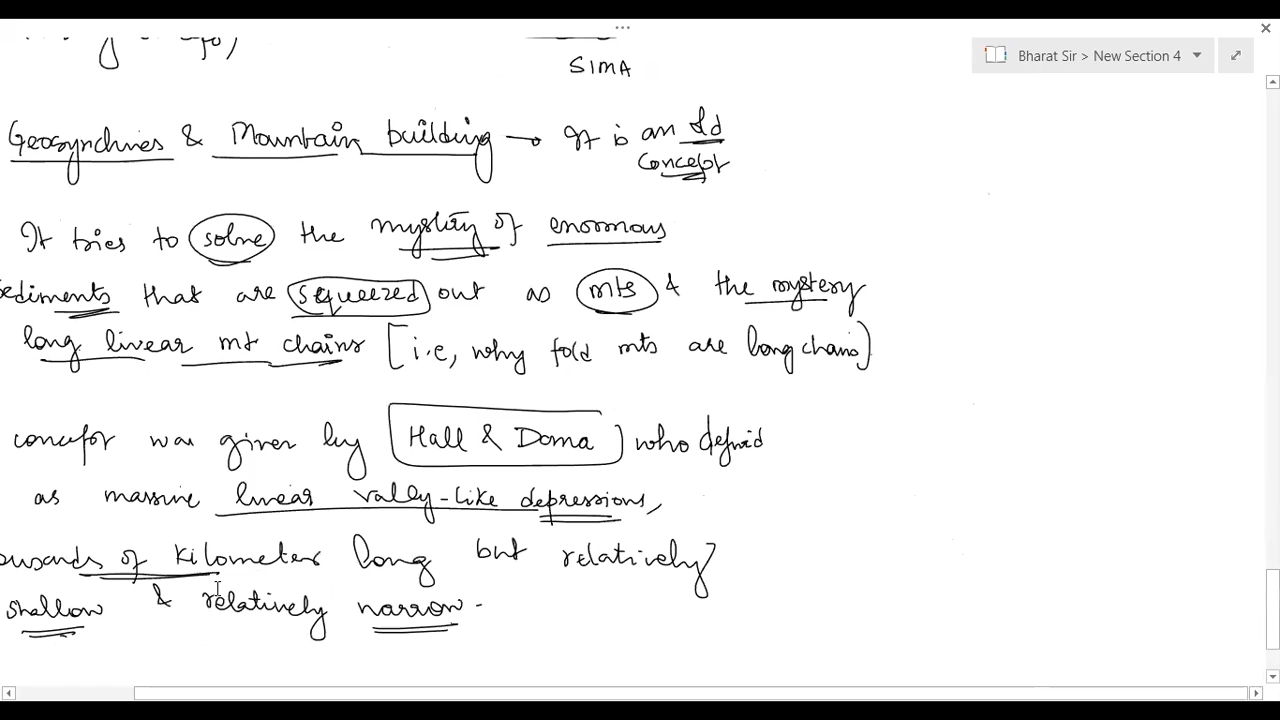 SIMA
Bharat Sir > New Section 4
Geosynclines & Mountain building → It is an old
concept
It tries to solve the mystery of enormous
sediments that are squeezed out as mts & the mystery
long linear mt chains [i.e, why fold mts are long chains)
concept was given by [Hall & Dana] who defined
as massive linear vally-like depressions,
ousands of kilometers long but relatively
shallow & relatively narrow -